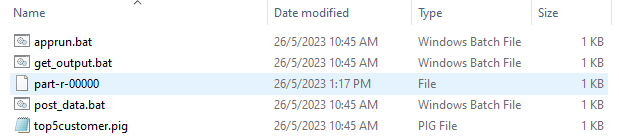 Name Date modified Type Size
apprun.bat 26/5/2023 10:45 AM Windows Batch File 1 KB
get_output.bat 26/5/2023 10:45 AM Windows Batch File 1 KB
part-r-00000 26/5/2023 1:17 PM File 1 KB
post_data.bat 26/5/2023 10:45 AM Windows Batch File 1 KB
top5customer.pig 26/5/2023 10:45 AM PIG File 1 KB